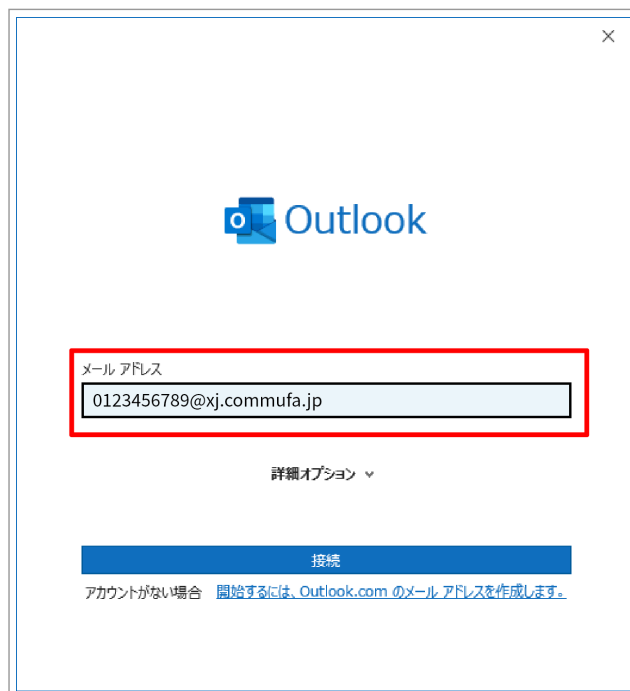 Outlook
メール アドレス
0123456789@xj.commufa.jp
詳細オプション
接続
アカウントがない場合 開始するには、Outlook.com のメール アドレスを作成します。